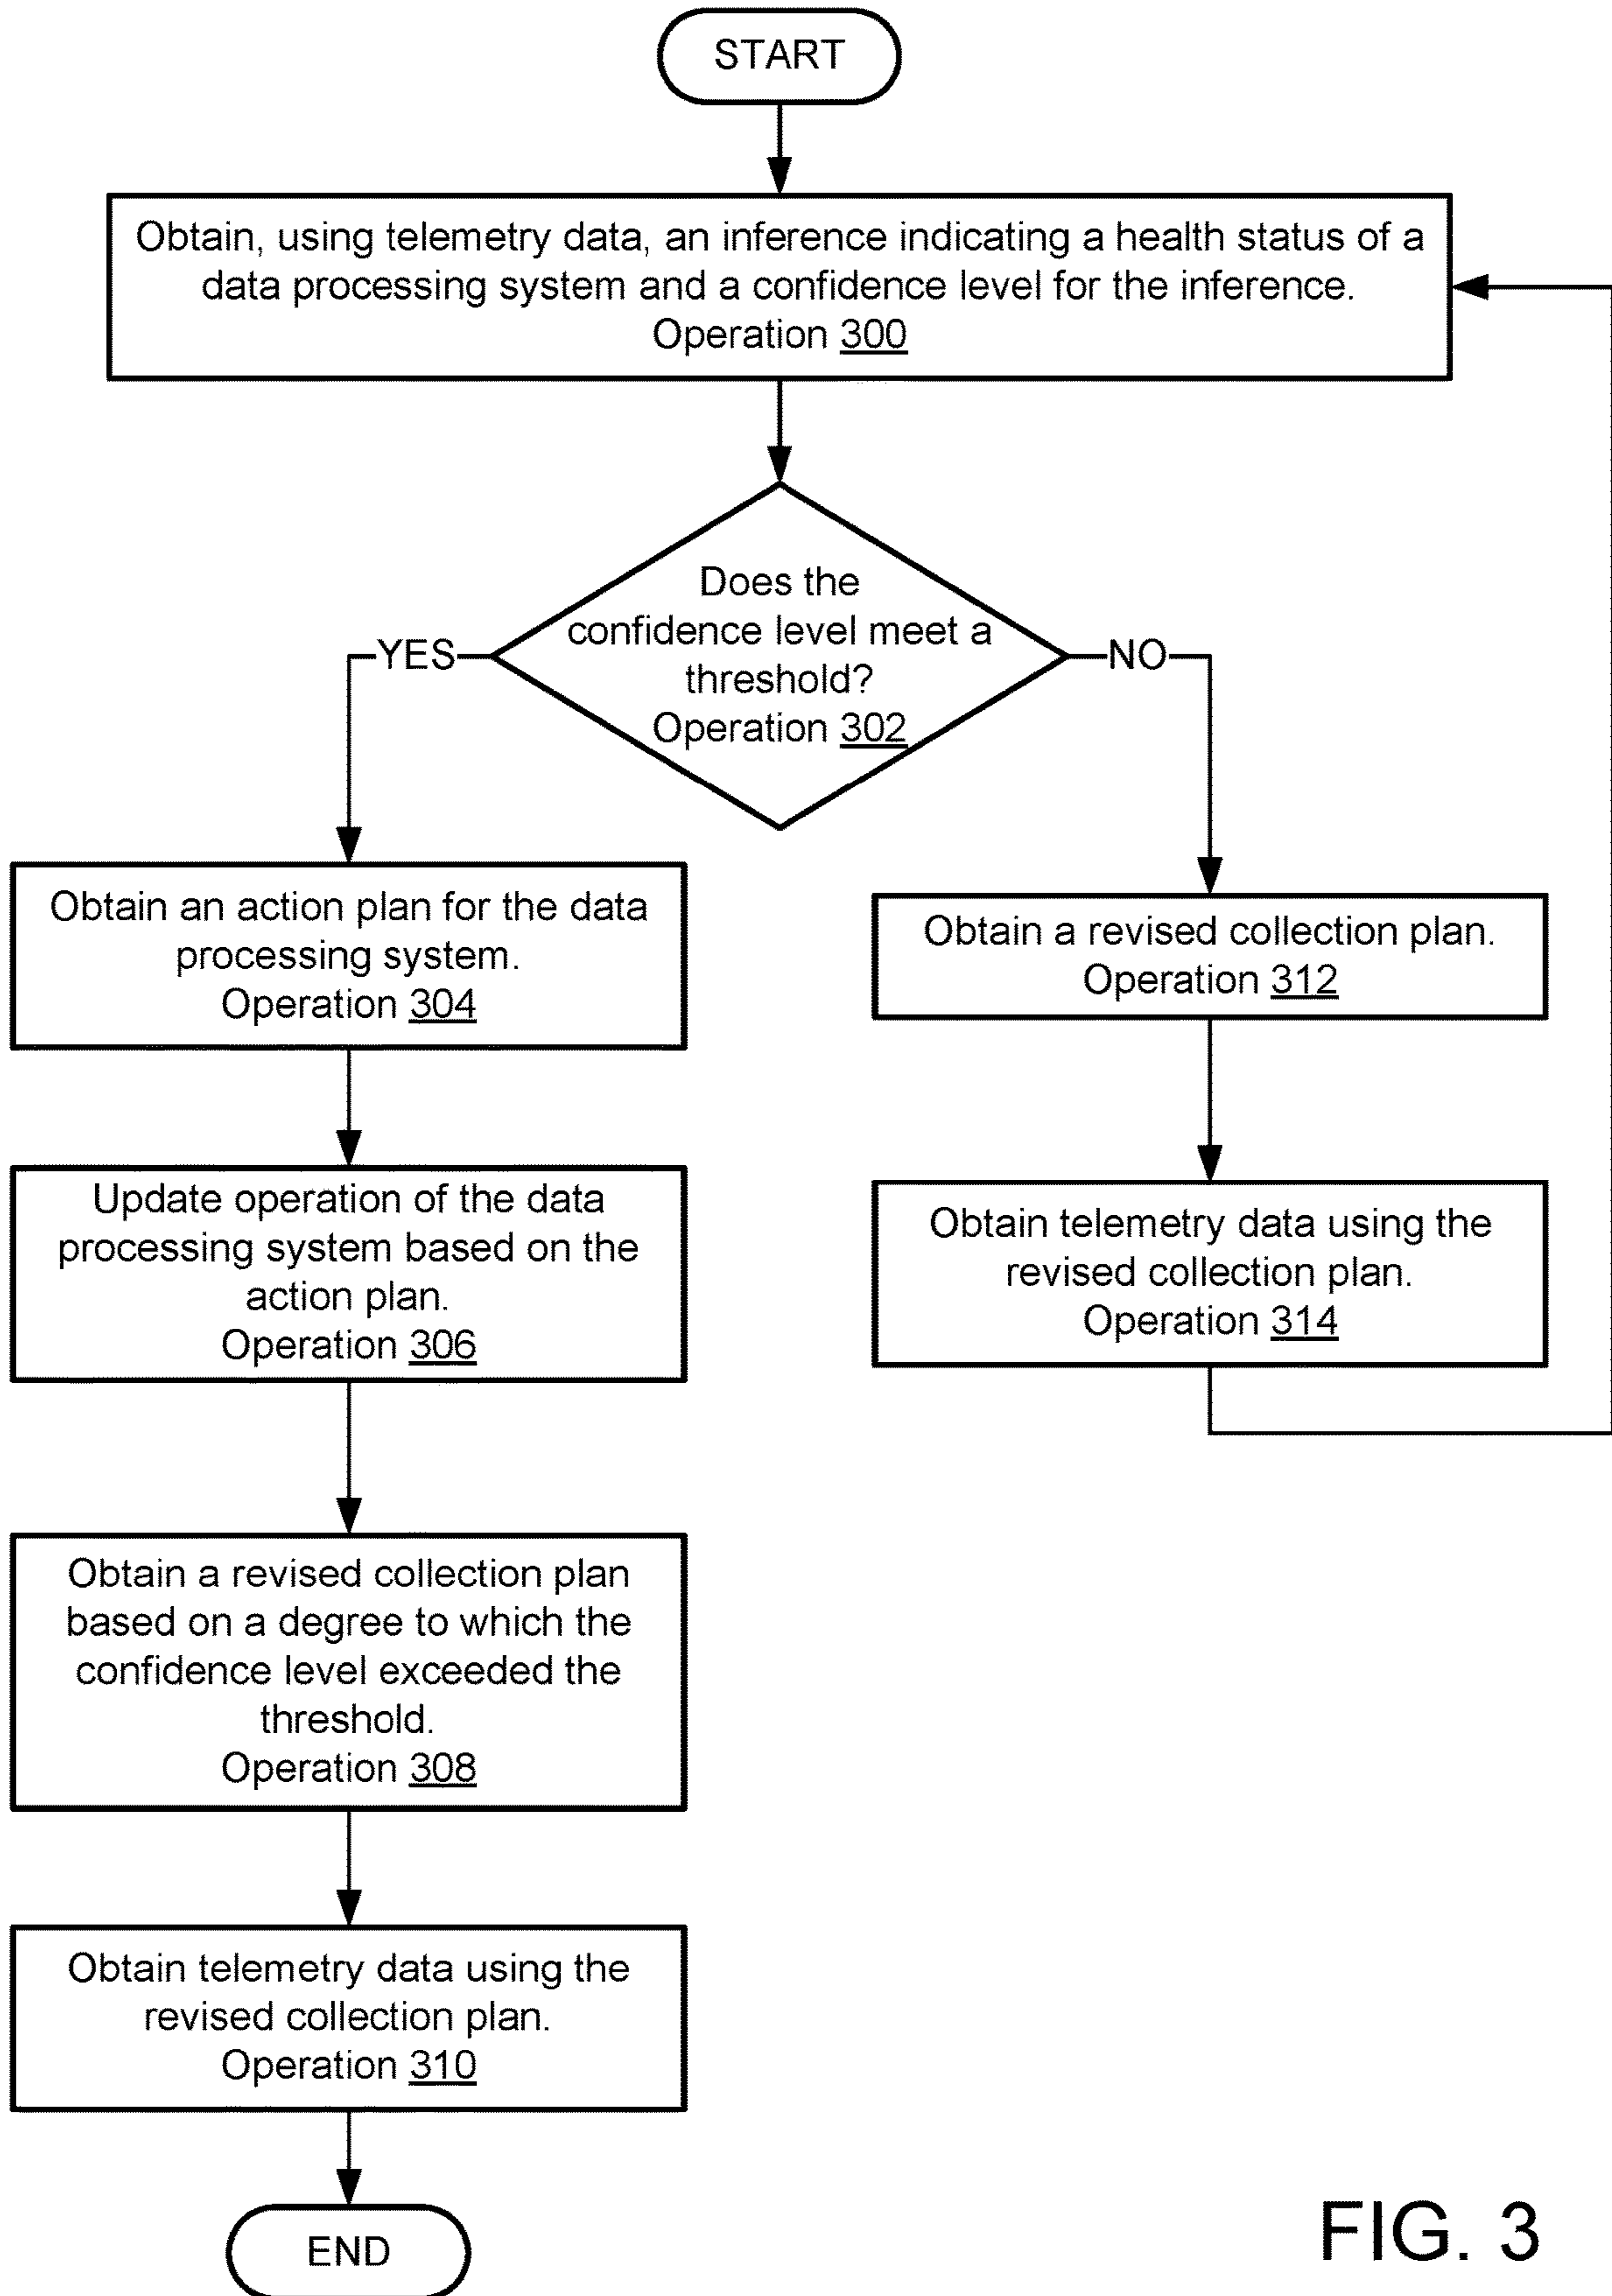 START
Obtain, using telemetry data, an inference indicating a health status of a
data processing system and a confidence level for the inference.
Operation 300
Does the
confidence level meet a
threshold?
Operation 302
YES
NO
Obtain an action plan for the data
processing system.
Operation 304
Obtain a revised collection plan.
Operation 312
Update operation of the data
processing system based on the
action plan.
Operation 306
Obtain telemetry data using the
revised collection plan.
Operation 314
Obtain a revised collection plan
based on a degree to which the
confidence level exceeded the
threshold.
Operation 308
Obtain telemetry data using the
revised collection plan.
Operation 310
END
FIG. 3